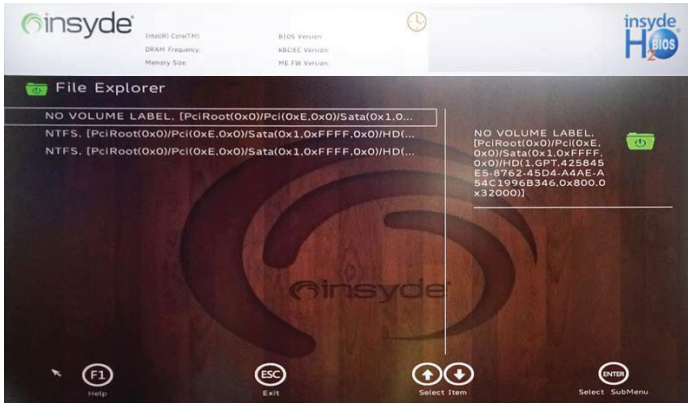 insyde
insyde
H2O BIOS
Intel(R) Core(TM)
BIOS Version
DRAM Frequency:
KBC/EC Version:
Memory Size:
ME FW Version:
File Explorer
NO VOLUME LABEL, [PciRoot(0x0)/Pci(0xE,0x0)/Sata(0x1,0...
NTFS, [PciRoot(0x0)/Pci(0xE,0x0)/Sata(0x1,0xFFFF,0x0)/HD(...
NTFS, [PciRoot(0x0)/Pci(0xE,0x0)/Sata(0x1,0xFFFF,0x0)/HD(...
NO VOLUME LABEL,
[PciRoot(0x0)/Pci(0xE,
0x0)/Sata(0x1,0xFFFF,
0x0)/HD(1,GPT,425845
E5-8762-45D4-A4AE-A
54C1996B346,0x800,0
x32000)]
insyde
F1
Help
ESC
Exit
Select Item
ENTER
Select SubMenu